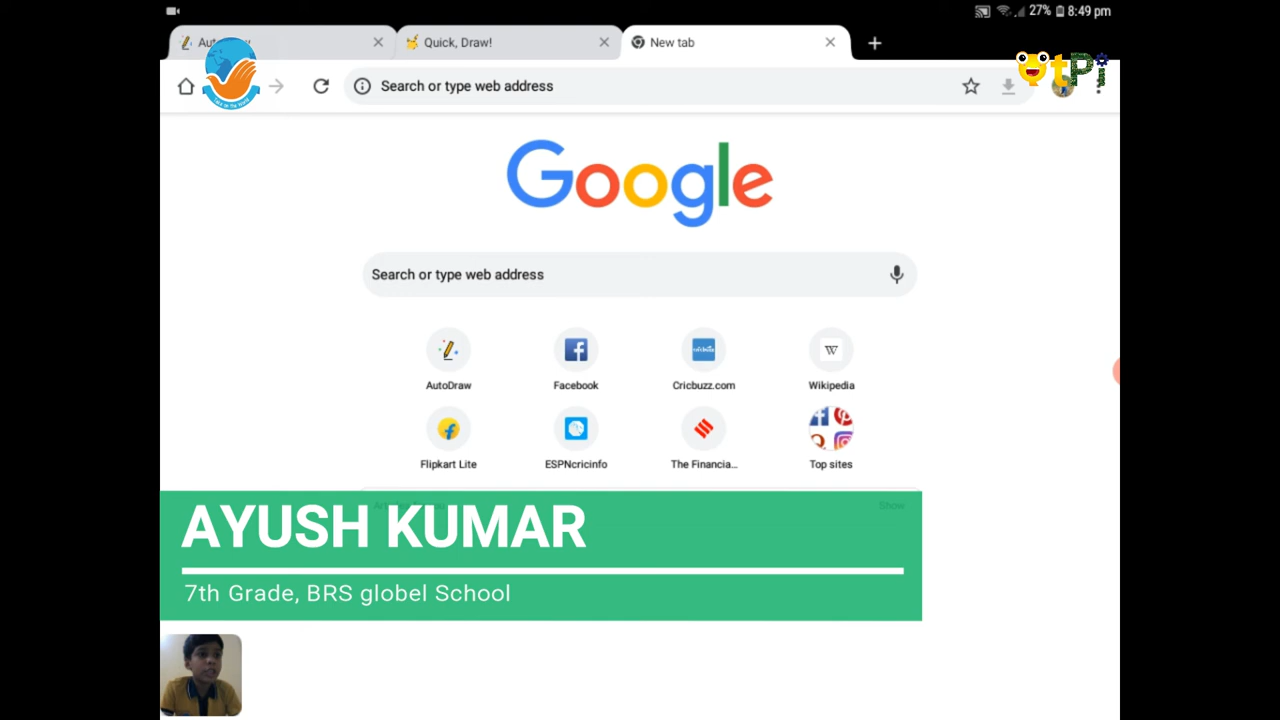 27% 8:49 pm
Quick, Draw!
New tab
Search or type web address
QtPi
Google
Search or type web address
AutoDraw
Facebook
Cricbuzz.com
Wikipedia
Flipkart Lite
ESPNcricinfo
The Financia...
Top sites
Show
AYUSH KUMAR
7th Grade, BRS globel School